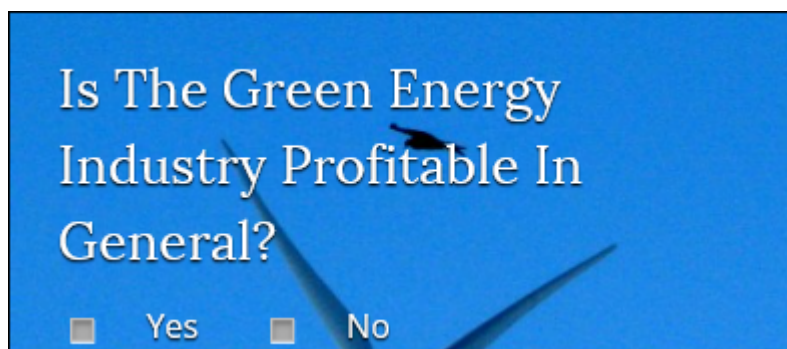 Is The Green Energy
Industry Profitable In
General?
Yes No